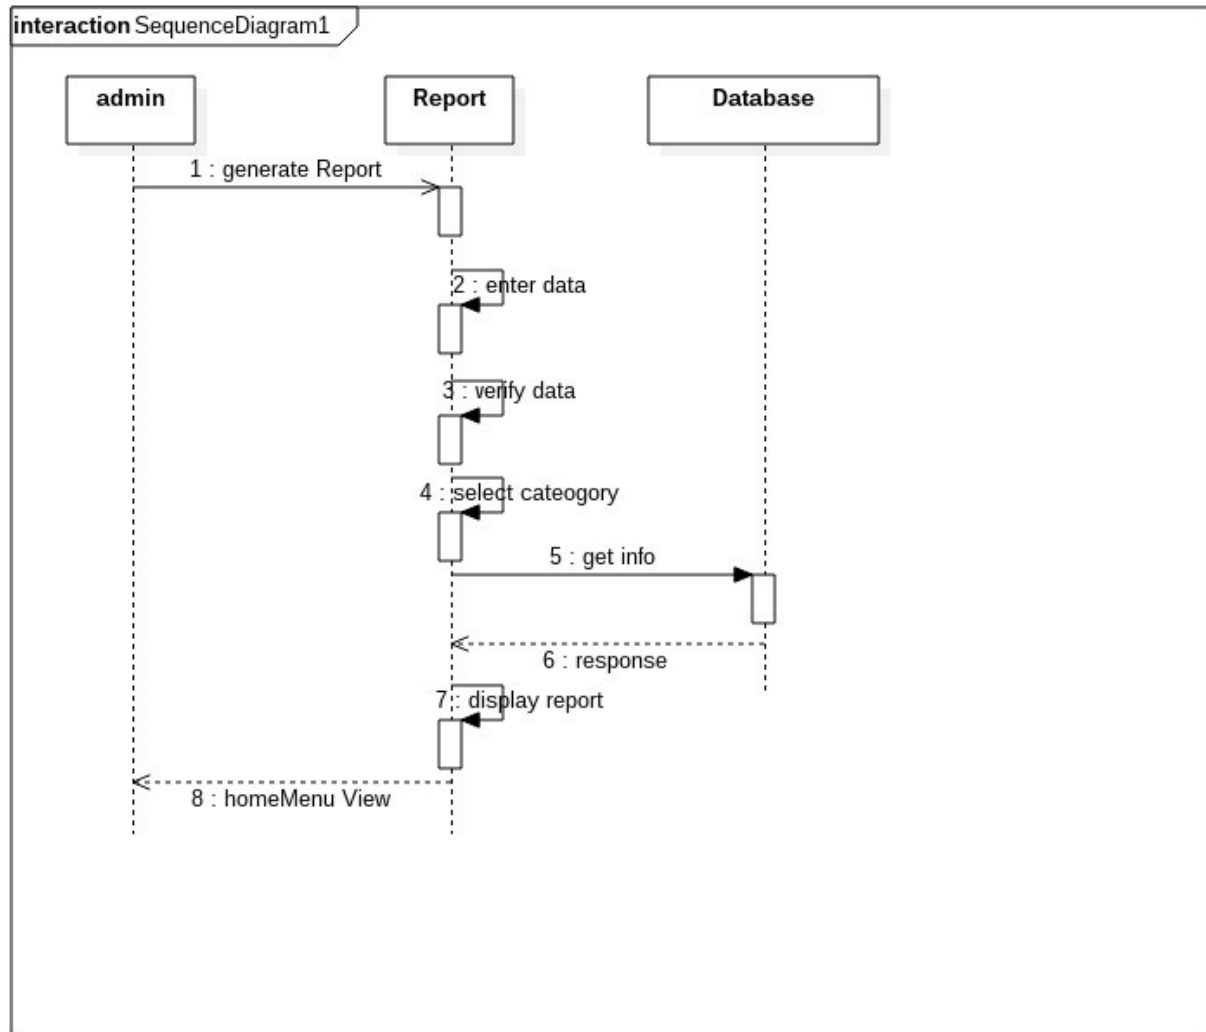 interaction SequenceDiagram1
admin
Report
Database
1 : generate Report
2 : enter data
3 : verify data
4 : select cateogory
5 : get info
6 : response
7 : display report
8 : homeMenu View